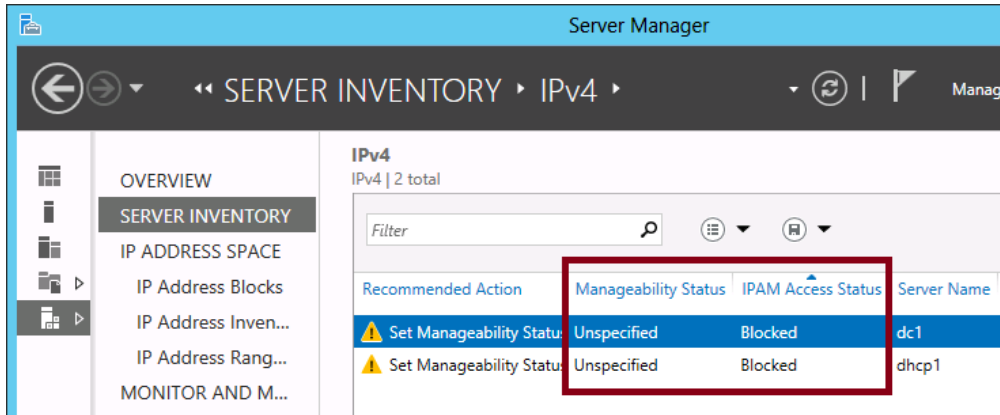 Server Manager
SERVER INVENTORY IPv4 Manag
IPv4
IPv4 | 2 total
OVERVIEW
SERVER INVENTORY
IP ADDRESS SPACE
IP Address Blocks
IP Address Inven...
IP Address Rang...
MONITOR AND M...
Filter
Recommended Action Manageability Status IPAM Access Status Server Name
Set Manageability Status Unspecified Blocked dc1
Set Manageability Status Unspecified Blocked dhcp1